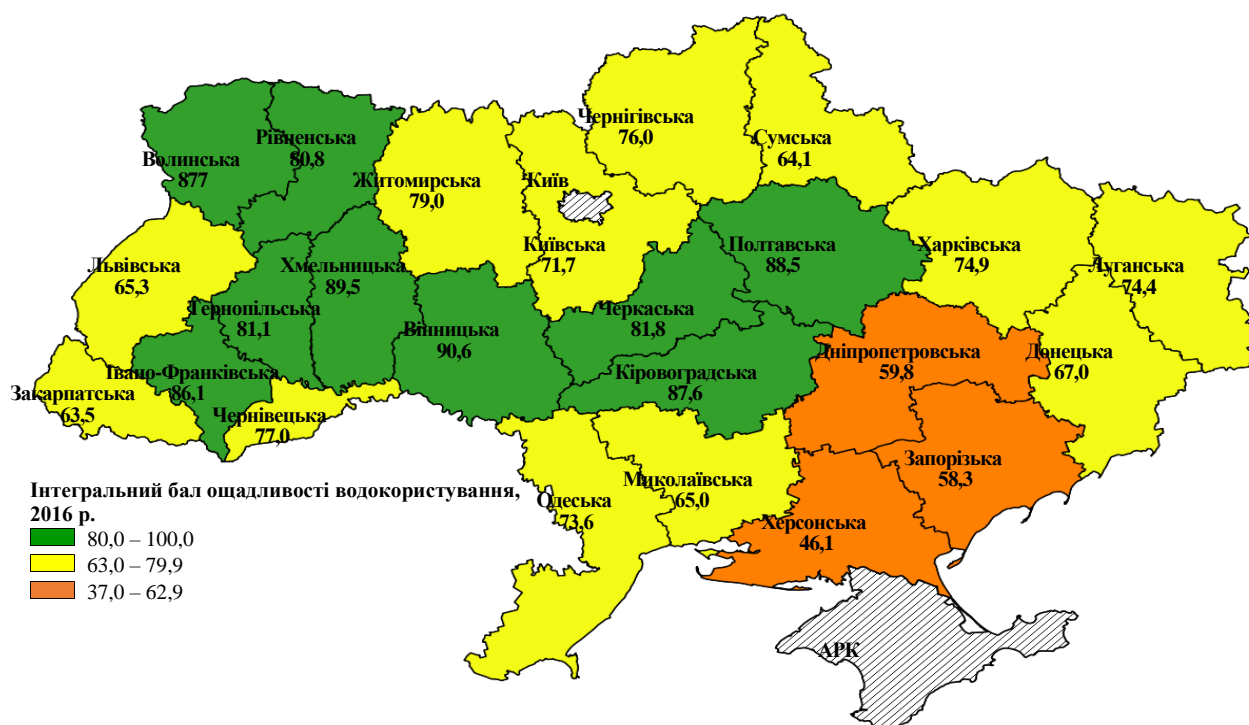 Чернігівська
76,0
Сумська
64,1
Рівненська
80,8
Волинська
877
Житомирська
79,0
Київ
Київська
71,7
Полтавська
88,5
Харківська
74,9
Луганська
74,4
Львівська
65,3
Хмельницька
89,5
Тернопільська
81,1
Черкаська
81,8
Вінницька
90,6
Дніпропетровська
59,8
Донецька
67,0
Івано-Франківська
86,1
Кіровоградська
87,6
Закарпатська
63,5
Чернівецька
77,0
Запорізька
58,3
Миколаївська
65,0
Одеська
73,6
Херсонська
46,1
АРК
Інтегральний бал ощадливості водокористування,
2016 р.
80,0 – 100,0
63,0 – 79,9
37,0 – 62,9